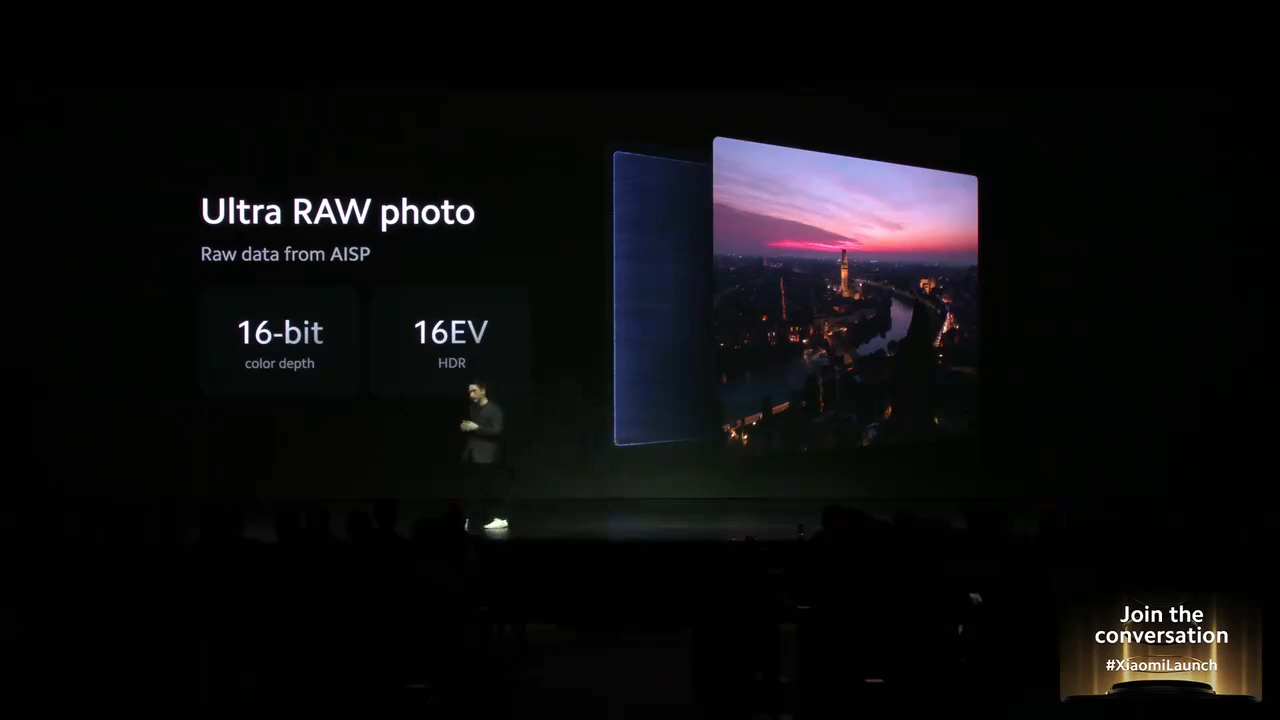 Ultra RAW photo
Raw data from AISP
16-bit
color depth
16EV
HDR
Join the
conversation
#XiaomiLaunch